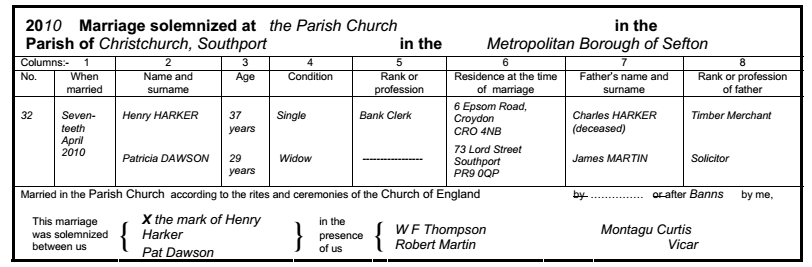 2010 Marriage solemnized at the Parish Church in the
Parish of Christchurch, Southport in the Metropolitan Borough of Sefton
Columns:- 1 2 3 4 5 6 7 8
No. When married Name and surname Age Condition Rank or profession Residence at the time of marriage Father's name and surname Rank or profession of father
32 Seven-teeth April 2010 Henry HARKER 37 years Single Bank Clerk 6 Epsom Road, Croydon CRO 4NB Charles HARKER (deceased) Timber Merchant
Patricia DAWSON 29 years Widow ----------------- 73 Lord Street Southport PR9 0QP James MARTIN Solicitor
Married in the Parish Church according to the rites and ceremonies of the Church of England by ............... or after Banns by me,
This marriage was solemnized between us { X the mark of Henry Harker
Pat Dawson } in the presence of us { W F Thompson
Robert Martin
Montagu Curtis
Vicar